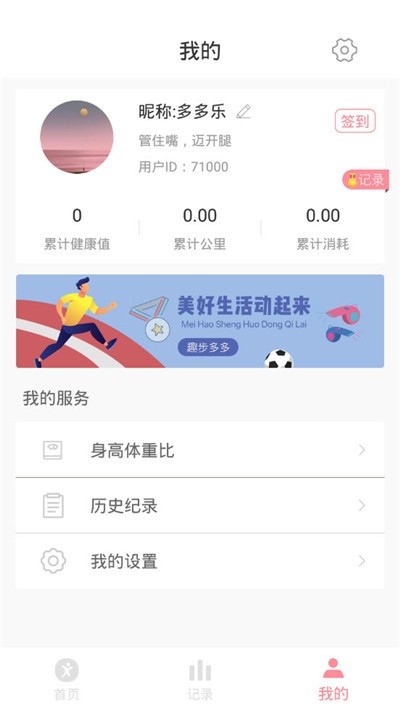 我的
昵称:多多乐
签到
管住嘴，迈开腿
用户ID：71000
记录
0
0.00
0.00
累计健康值
累计公里
累计消耗
美好生活动起来
Mei Hao Sheng Huo Dong Qi Lai
趣步多多
我的服务
身高体重比
历史纪录
我的设置
首页
记录
我的